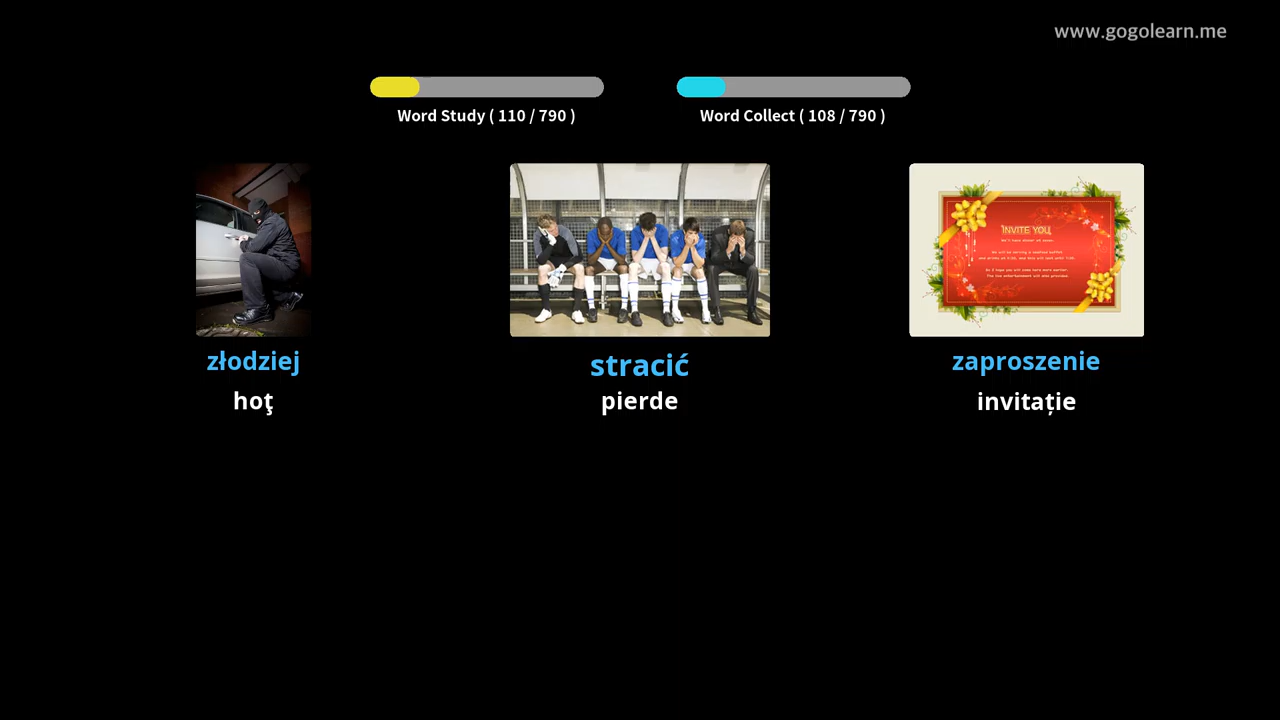 www.gogolearn.me
Word Study ( 110 / 790 )
Word Collect ( 108 / 790 )
INVITE YOU
złodziej
stracić
zaproszenie
hoţ
pierde
invitație